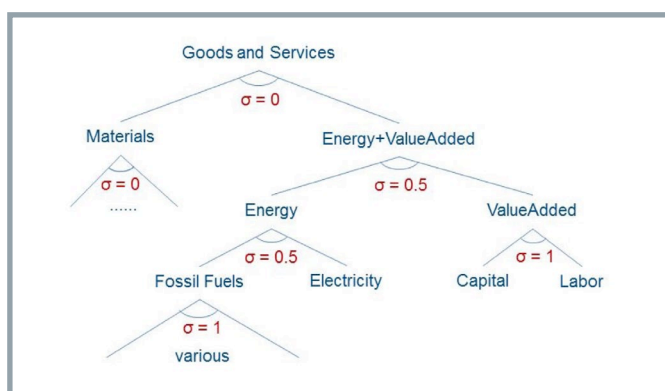 Goods and Services
σ = 0
Materials
Energy+ValueAdded
σ = 0
σ = 0.5
......
Energy
ValueAdded
σ = 0.5
σ = 1
Fossil Fuels
Electricity
Capital
Labor
σ = 1
various